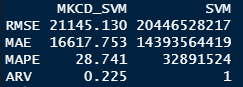 MKCD_SVM SVM
RMSE 21145.130 20446528217
MAE 16617.753 14393564419
MAPE 28.741 32891524
ARV 0.225 1